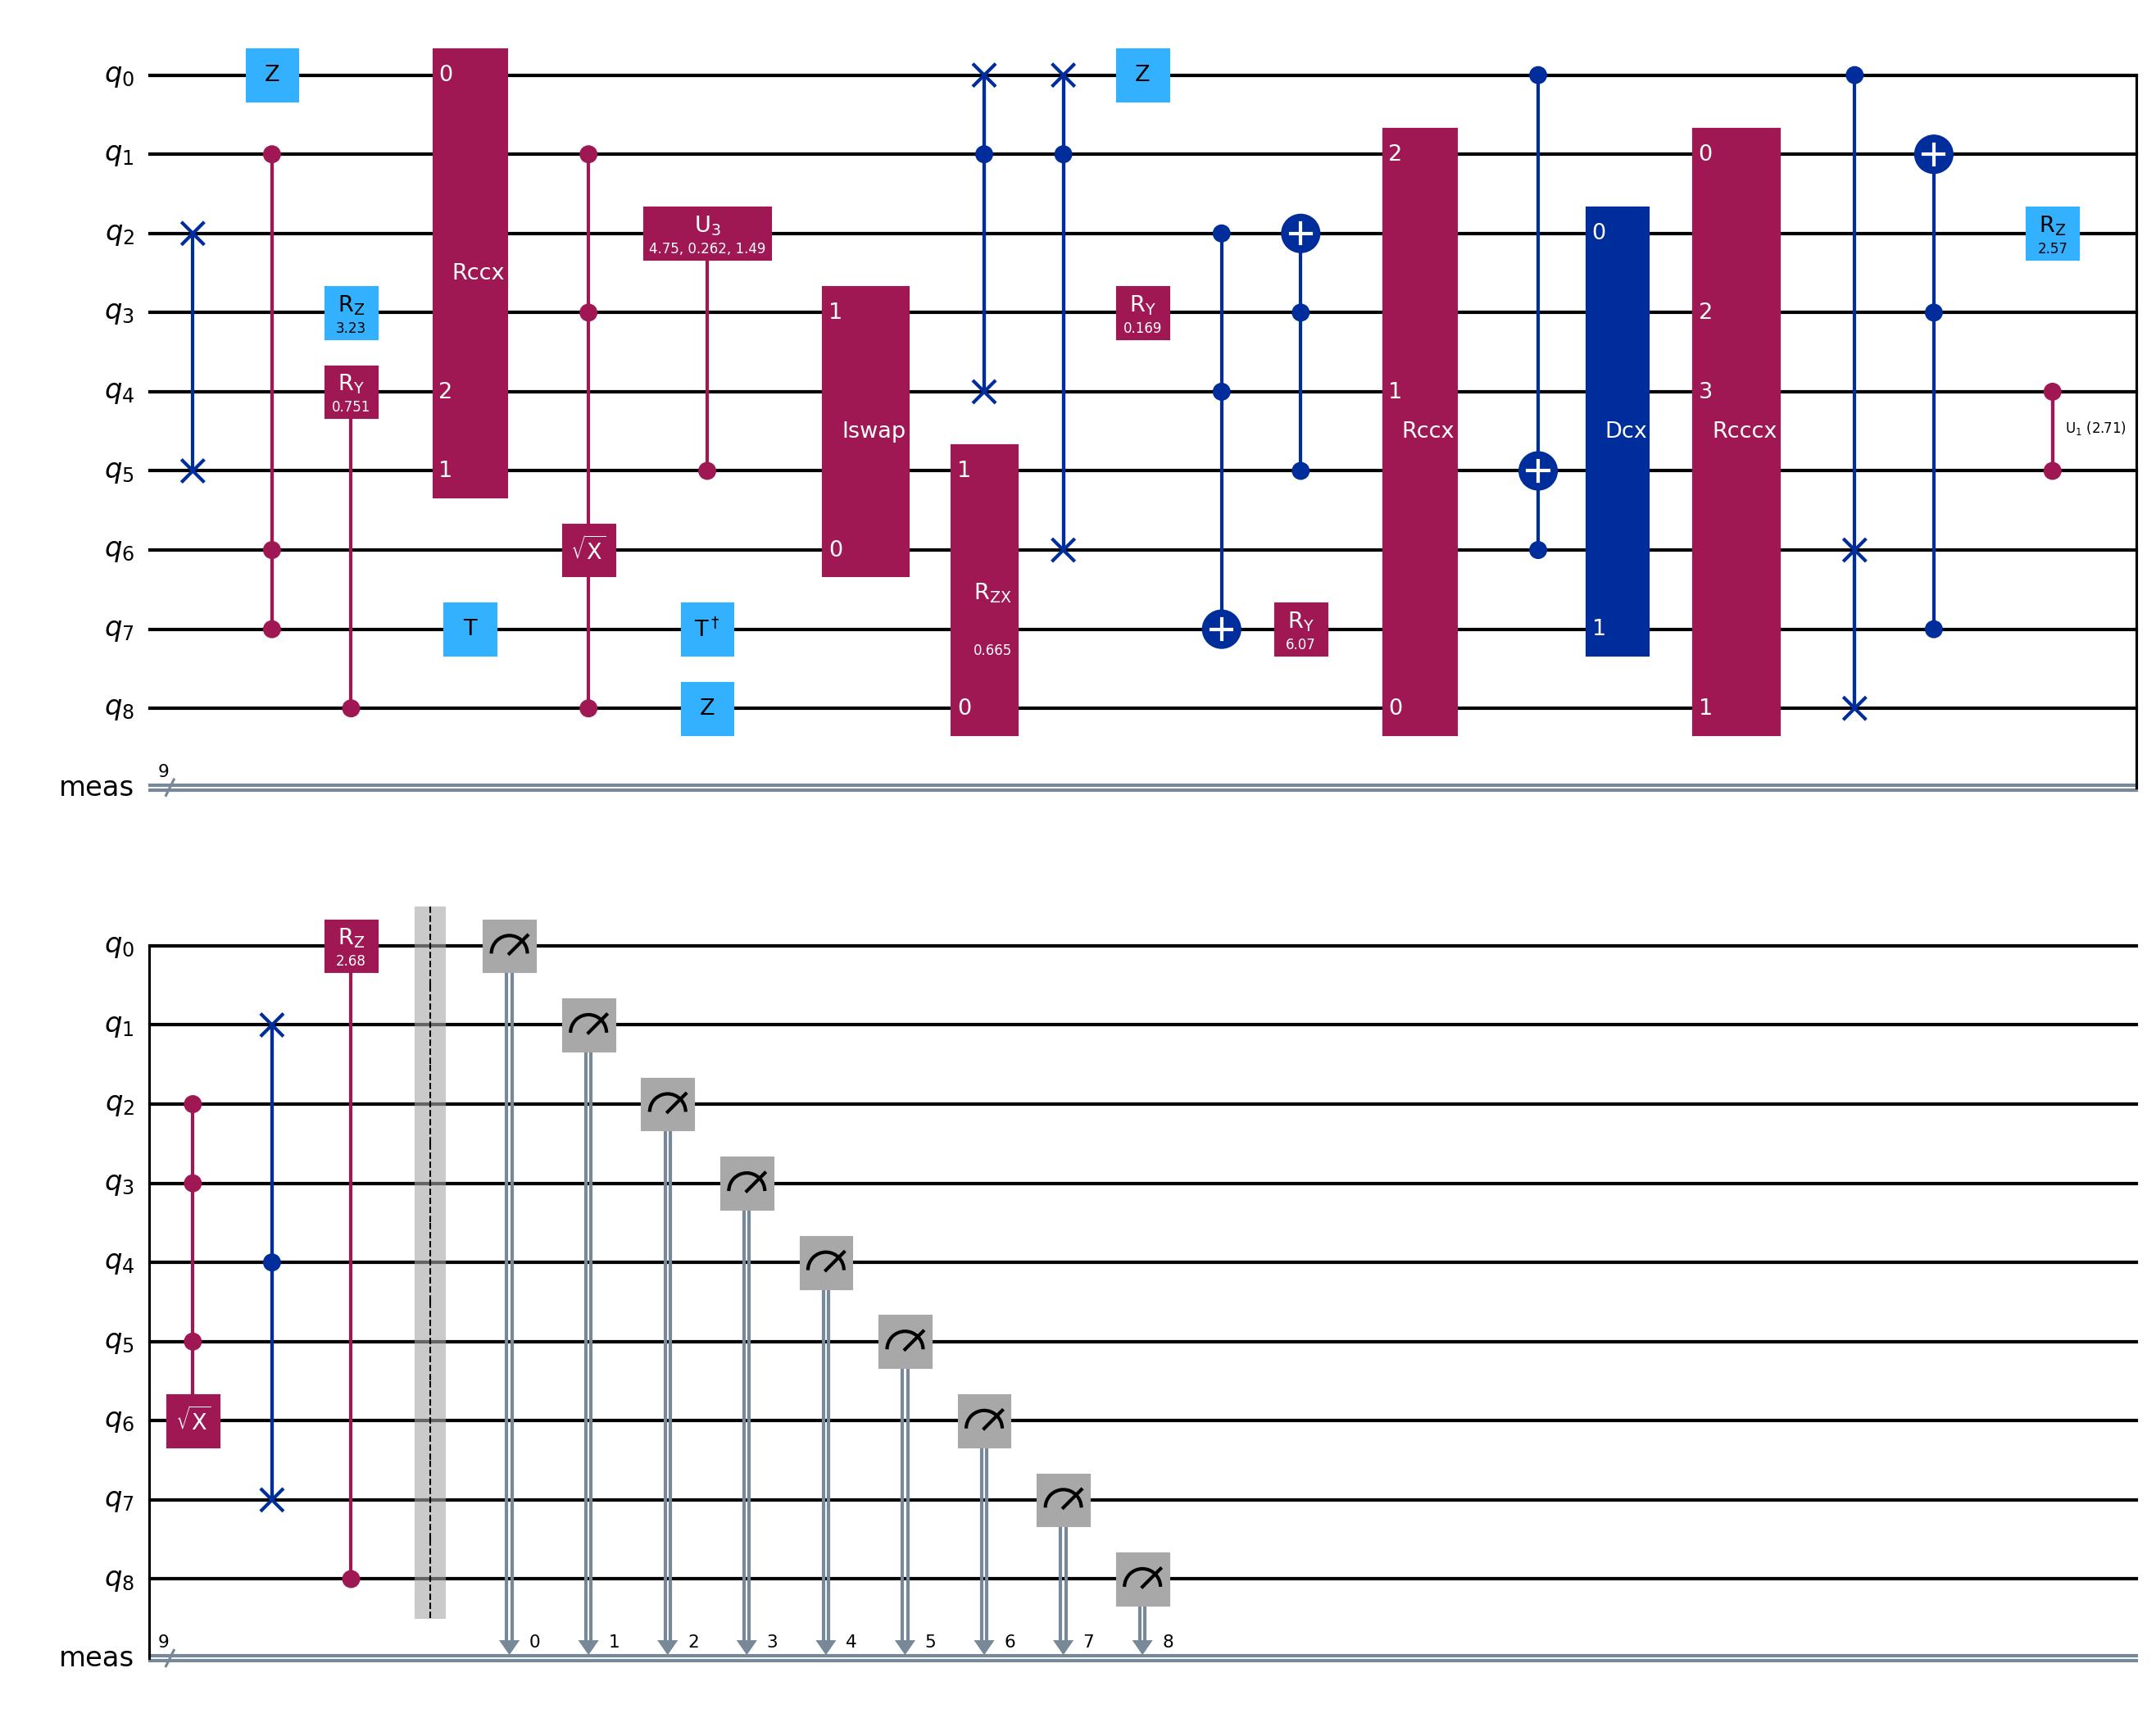 q0 Z 0
q1 2 0
q2 U3 0 RZ
4.75, 0.262, 1.49 2.57
Rccx
q3 RZ 1 RY 2
3.23 0.169
q4 RY 2 1 3
0.751
Iswap Rccx Dcx Rcccx U1 (2.71)
q5 1 1
q6 √X 0
RZX
q7 T T† RY 1
0.665 6.07
q8 Z 0 0 1
9
meas
q0 RZ
2.68
q1
q2
q3
q4
q5
q6 √X
q7
q8
9 0 1 2 3 4 5 6 7 8
meas
Z